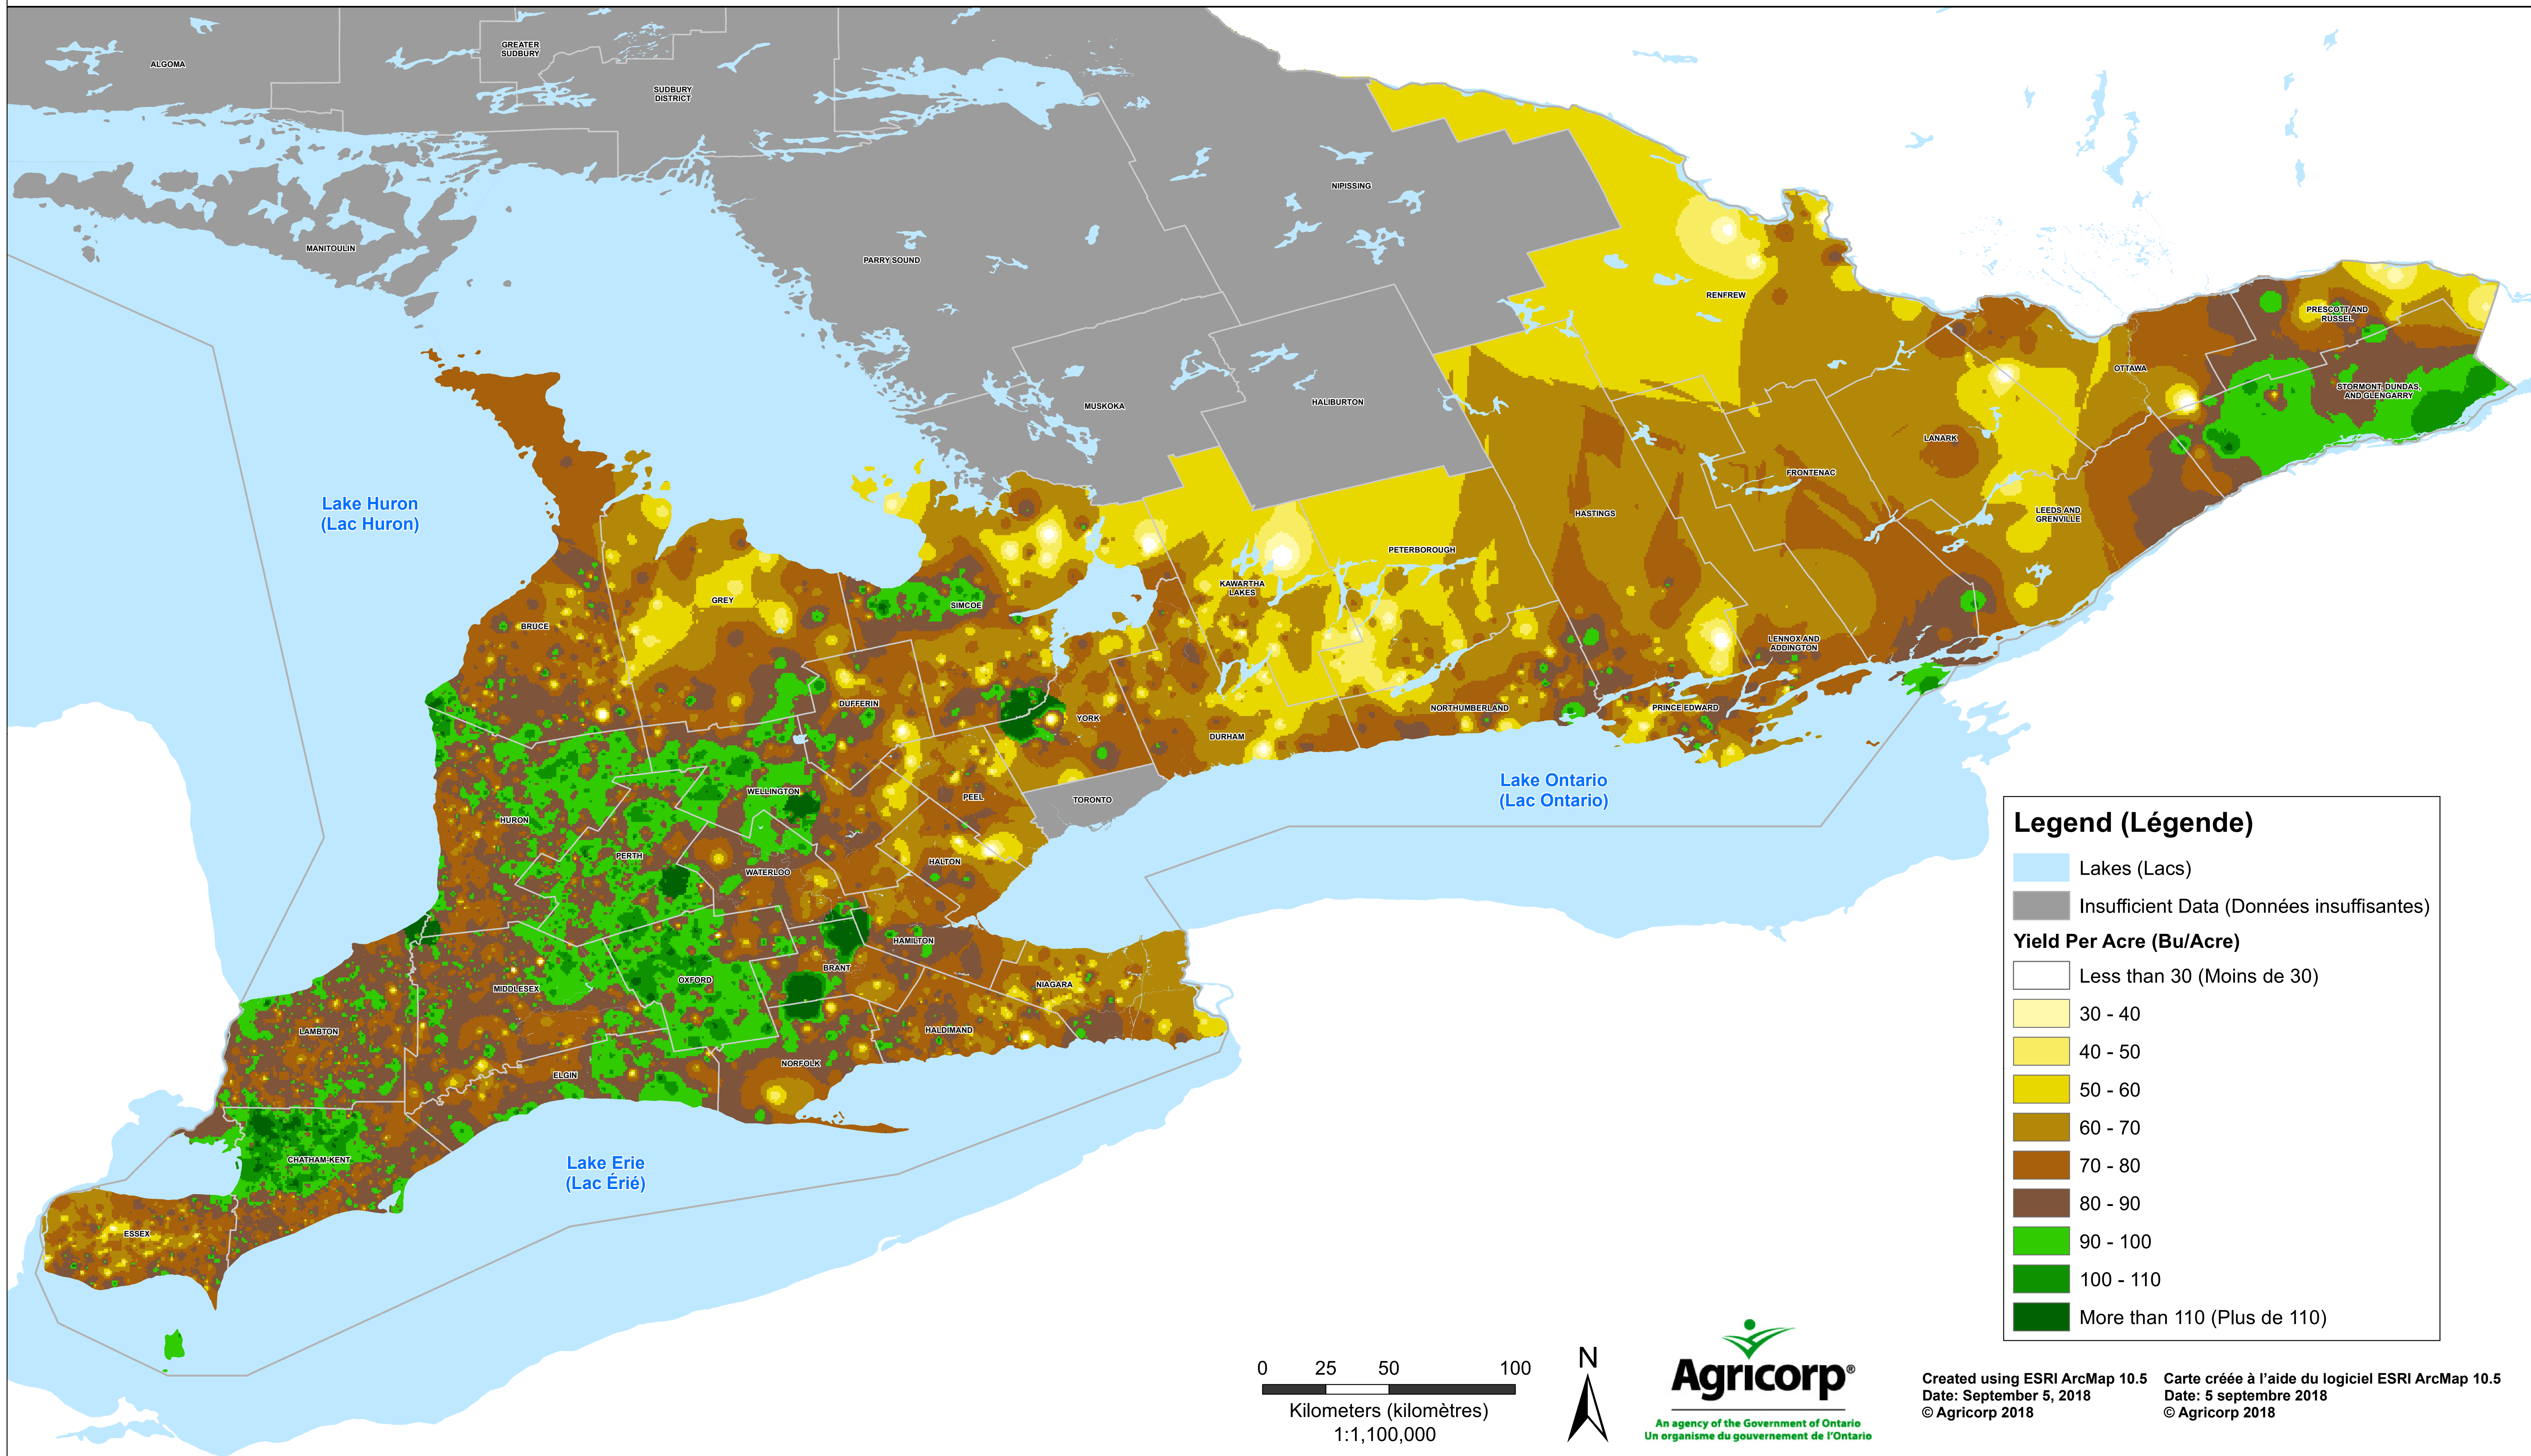 ALGOMA
GREATER
SUDBURY
SUDBURY
DISTRICT
NIPISSING
MANITOULIN
PARRY SOUND
RENFREW
PRESCOTT AND
RUSSEL
OTTAWA
STORMONT, DUNDAS,
AND GLENGARRY
MUSKOKA
HALIBURTON
LANARK
FRONTENAC
Lake Huron
(Lac Huron)
HASTINGS
LEEDS AND
GRENVILLE
PETERBOROUGH
KAWARTHA
LAKES
GREY
SIMCOE
BRUCE
LENNOX AND
ADDINGTON
DUFFERIN
YORK
NORTHUMBERLAND
PRINCE EDWARD
DURHAM
WELLINGTON
PEEL
TORONTO
Lake Ontario
(Lac Ontario)
HURON
PERTH
HALTON
WATERLOO
HAMILTON
BRANT
OXFORD
MIDDLESEX
NIAGARA
LAMBTON
HALDIMAND
NORFOLK
ELGIN
CHATHAM-KENT
Lake Erie
(Lac Érié)
ESSEX
Legend (Légende)
Lakes (Lacs)
Insufficient Data (Données insuffisantes)
Yield Per Acre (Bu/Acre)
Less than 30 (Moins de 30)
30 - 40
40 - 50
50 - 60
60 - 70
70 - 80
80 - 90
90 - 100
100 - 110
More than 110 (Plus de 110)
0 25 50 100
Kilometers (kilomètres)
1:1,100,000
N
Agricorp®
An agency of the Government of Ontario
Un organisme du gouvernement de l'Ontario
Created using ESRI ArcMap 10.5
Date: September 5, 2018
© Agricorp 2018
Carte créée à l'aide du logiciel ESRI ArcMap 10.5
Date: 5 septembre 2018
© Agricorp 2018